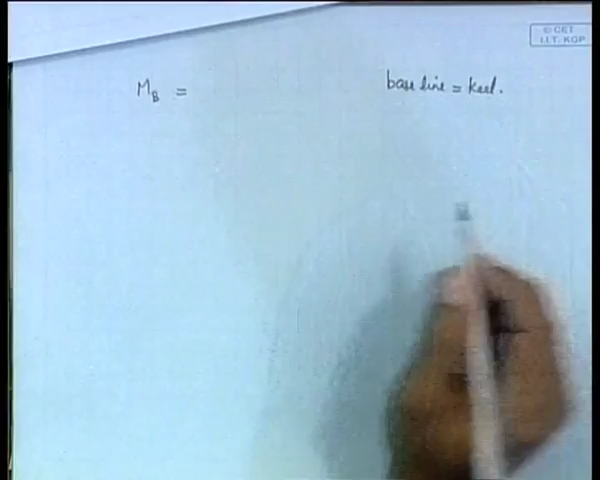 © CET
I.I.T. KGP
M_B =
base line = keel.